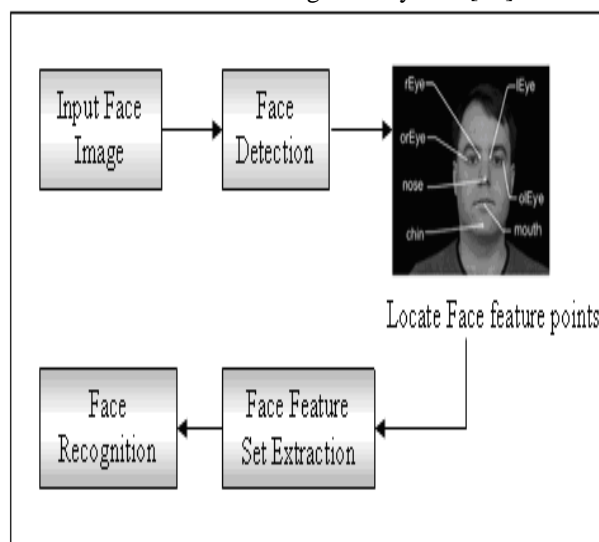 Input Face
Image
Face
Detection
rEye
lEye
orEye
nose
olEye
chin
mouth
Locate Face feature points
Face
Recognition
Face Feature
Set Extraction